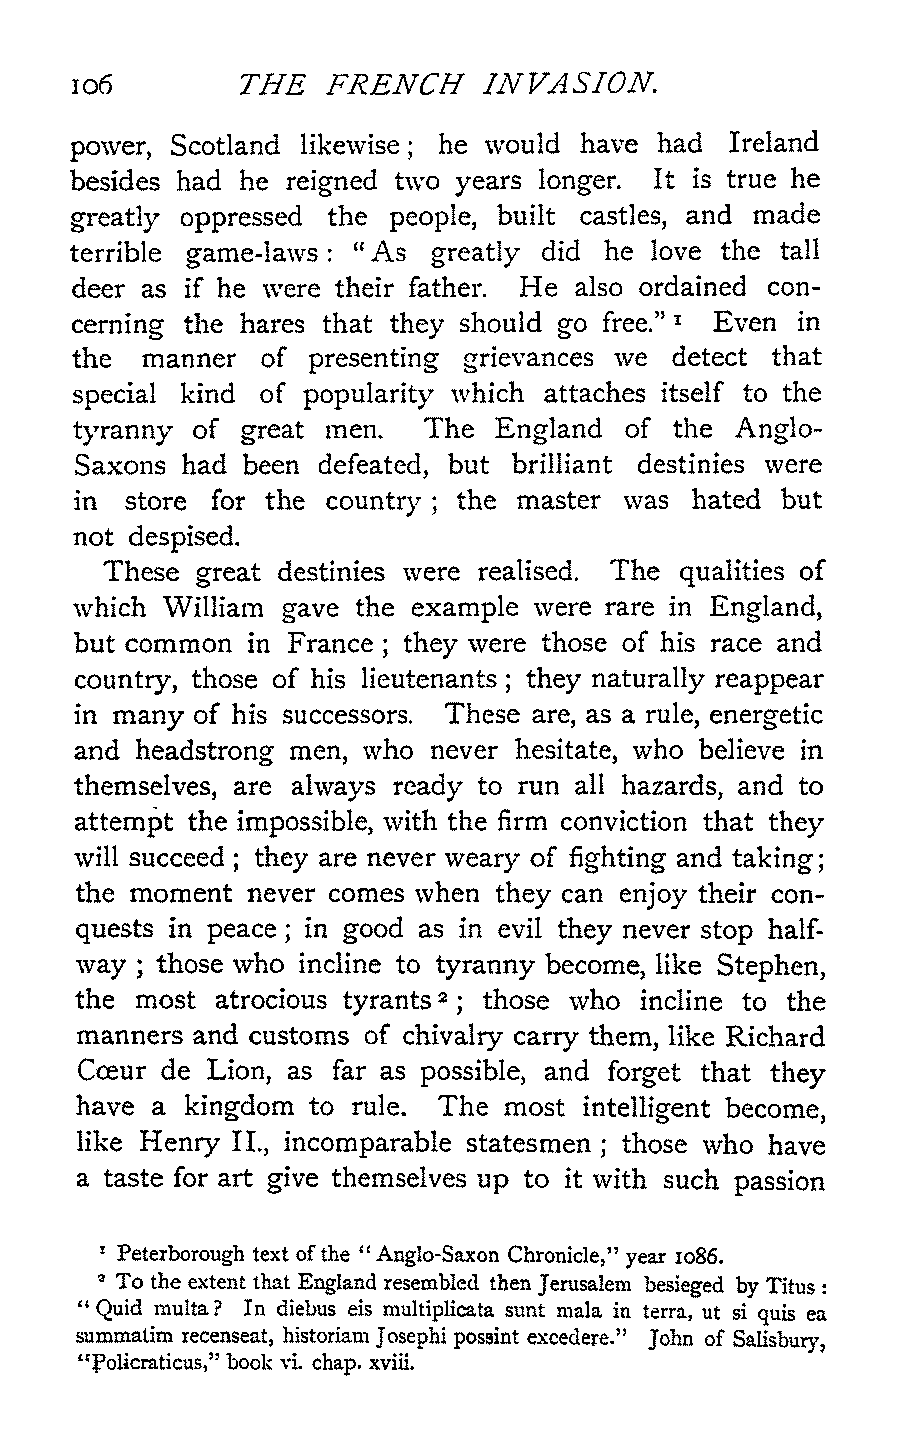 106 THE FRENCH INVASION.
power, Scotland likewise ; he would have had Ireland
besides had he reigned two years longer. It is true he
greatly oppressed the people, built castles, and made
terrible game-laws : “ As greatly did he love the tall
deer as if he were their father. He also ordained con-
cerning the hares that they should go free.” ¹ Even in
the manner of presenting grievances we detect that
special kind of popularity which attaches itself to the
tyranny of great men. The England of the Anglo-
Saxons had been defeated, but brilliant destinies were
in store for the country ; the master was hated but
not despised.
These great destinies were realised. The qualities of
which William gave the example were rare in England,
but common in France ; they were those of his race and
country, those of his lieutenants ; they naturally reappear
in many of his successors. These are, as a rule, energetic
and headstrong men, who never hesitate, who believe in
themselves, are always ready to run all hazards, and to
attempt the impossible, with the firm conviction that they
will succeed ; they are never weary of fighting and taking;
the moment never comes when they can enjoy their con-
quests in peace ; in good as in evil they never stop half-
way ; those who incline to tyranny become, like Stephen,
the most atrocious tyrants ² ; those who incline to the
manners and customs of chivalry carry them, like Richard
Cœur de Lion, as far as possible, and forget that they
have a kingdom to rule. The most intelligent become,
like Henry II., incomparable statesmen ; those who have
a taste for art give themselves up to it with such passion
¹ Peterborough text of the “ Anglo-Saxon Chronicle,” year 1086.
² To the extent that England resembled then Jerusalem besieged by Titus :
“ Quid multa ? In diebus eis multiplicata sunt mala in terra, ut si quis ea
summatim recenseat, historiam Josephi possint excedere.” John of Salisbury,
“Policraticus,” book vi. chap. xviii.